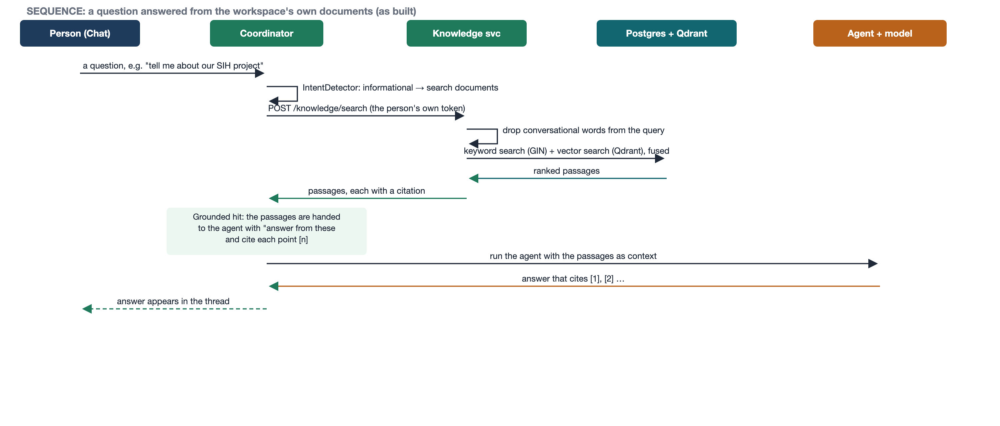 SEQUENCE: a question answered from the workspace's own documents (as built)
Person (Chat)
Coordinator
Knowledge svc
Postgres + Qdrant
Agent + model
a question, e.g. "tell me about our SIH project"
IntentDetector: informational → search documents
POST /knowledge/search (the person's own token)
drop conversational words from the query
keyword search (GIN) + vector search (Qdrant), fused
ranked passages
passages, each with a citation
Grounded hit: the passages are handed
to the agent with "answer from these
and cite each point [n]
run the agent with the passages as context
answer that cites [1], [2] …
answer appears in the thread